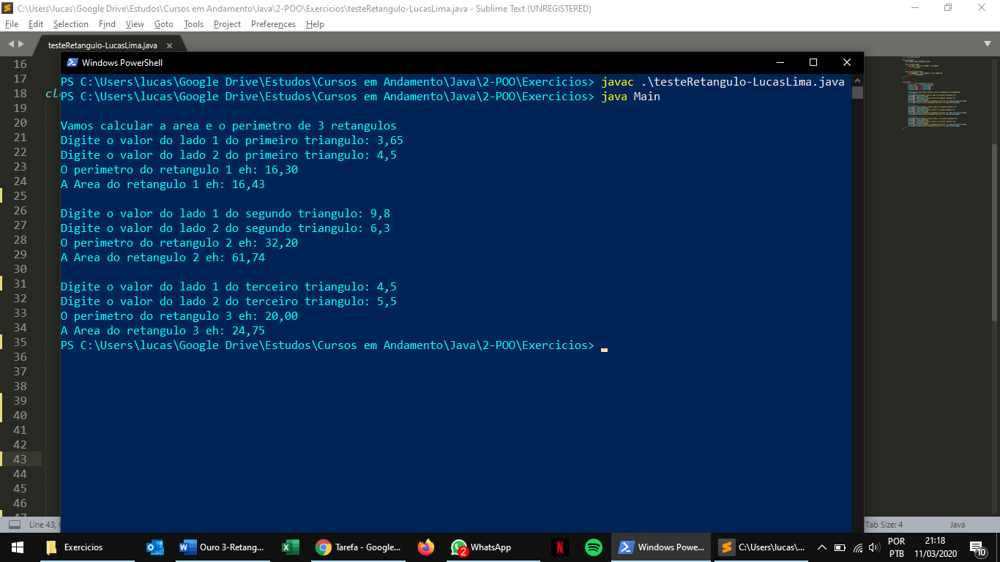 C:\Users\lucas\Google Drive\Estudos\Cursos em Andamento\Java\2-POO\Exercicios\testeRetangulo-LucasLima.java - Sublime Text (UNREGISTERED)
File Edit Selection Find View Goto Tools Project Preferences Help
testeRetangulo-LucasLima.java
Windows PowerShell
PS C:\Users\lucas\Google Drive\Estudos\Cursos em Andamento\Java\2-POO\Exercicios> javac .\testeRetangulo-LucasLima.java
PS C:\Users\lucas\Google Drive\Estudos\Cursos em Andamento\Java\2-POO\Exercicios> java Main
Vamos calcular a area e o perimetro de 3 retangulos
Digite o valor do lado 1 do primeiro triangulo: 3,65
Digite o valor do lado 2 do primeiro triangulo: 4,5
O perimetro do retangulo 1 eh: 16,30
A Area do retangulo 1 eh: 16,43
Digite o valor do lado 1 do segundo triangulo: 9,8
Digite o valor do lado 2 do segundo triangulo: 6,3
O perimetro do retangulo 2 eh: 32,20
A Area do retangulo 2 eh: 61,74
Digite o valor do lado 1 do terceiro triangulo: 4,5
Digite o valor do lado 2 do terceiro triangulo: 5,5
O perimetro do retangulo 3 eh: 20,00
A Area do retangulo 3 eh: 24,75
PS C:\Users\lucas\Google Drive\Estudos\Cursos em Andamento\Java\2-POO\Exercicios>
16
17
18 cl
19
20
21
22
23
24
25
26
27
28
29
30
31
32
33
34
35
36
37
38
39
40
41
42
43
44
45
46
47
Line 43, Tab Size: 4 Java
Exercicios Ouro 3-Retang... Tarefa - Google... 2 WhatsApp Windows Powe... C:\Users\lucas\... POR PTB 21:18 11/03/2020 10